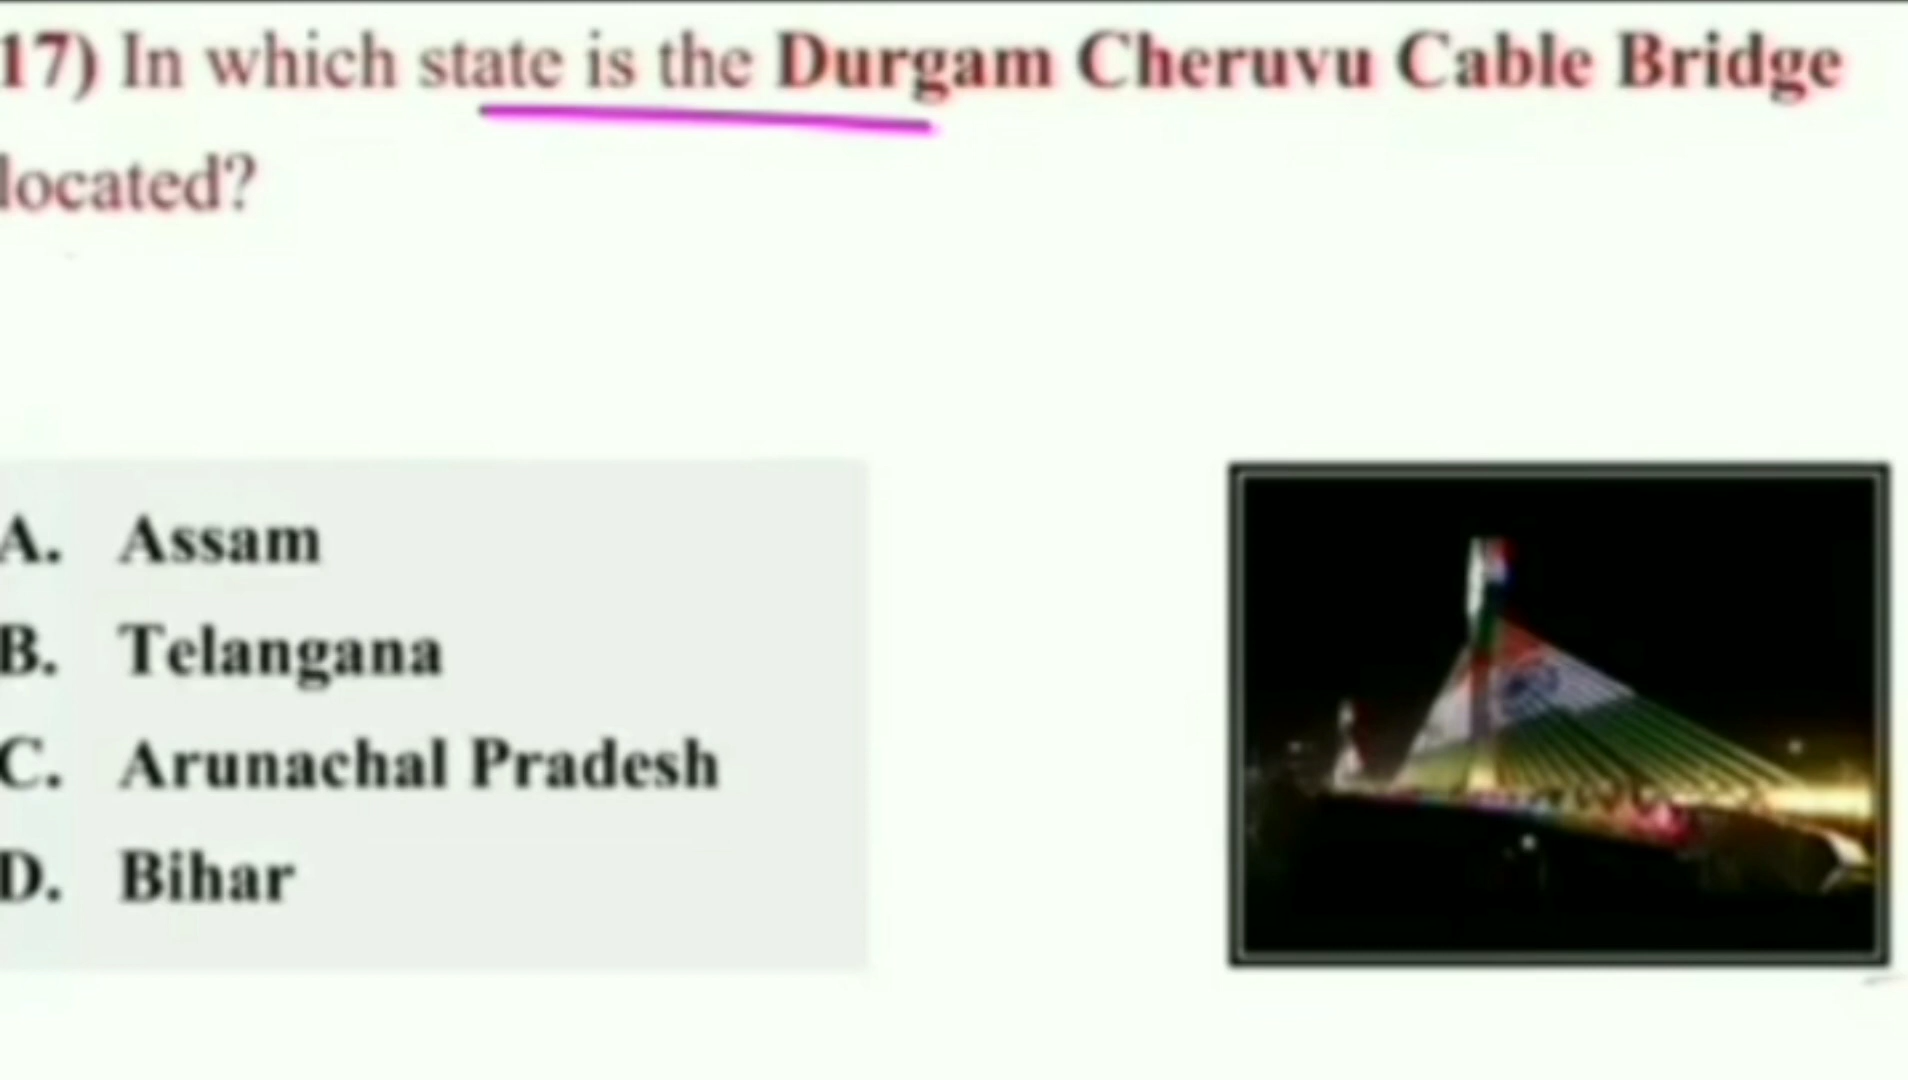 17) In which state is the Durgam Cheruvu Cable Bridge
located?
A. Assam
B. Telangana
C. Arunachal Pradesh
D. Bihar